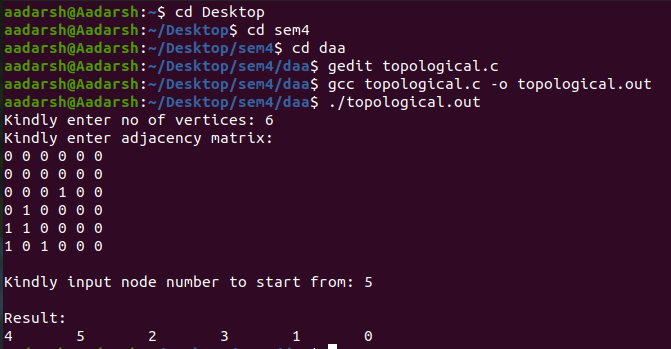 aadarsh@Aadarsh:~$ cd Desktop
aadarsh@Aadarsh:~/Desktop$ cd sem4
aadarsh@Aadarsh:~/Desktop/sem4$ cd daa
aadarsh@Aadarsh:~/Desktop/sem4/daa$ gedit topological.c
aadarsh@Aadarsh:~/Desktop/sem4/daa$ gcc topological.c -o topological.out
aadarsh@Aadarsh:~/Desktop/sem4/daa$ ./topological.out
Kindly enter no of vertices: 6
Kindly enter adjacency matrix:
0 0 0 0 0 0
0 0 0 0 0 0
0 0 0 1 0 0
0 1 0 0 0 0
1 1 0 0 0 0
1 0 1 0 0 0
Kindly input node number to start from: 5
Result:
4 5 2 3 1 0